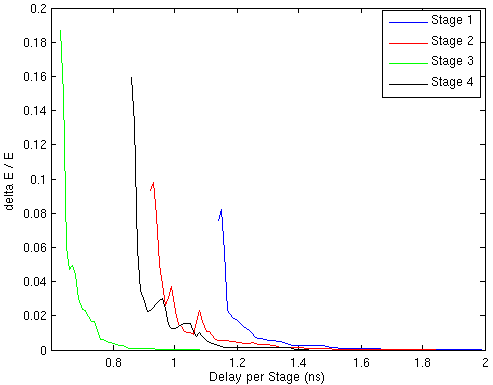 0.2
0.18
0.16
0.14
0.12
0.1
0.08
0.06
0.04
0.02
0
delta E / E
0.8 1 1.2 1.4 1.6 1.8 2
Delay per Stage (ns)
Stage 1
Stage 2
Stage 3
Stage 4